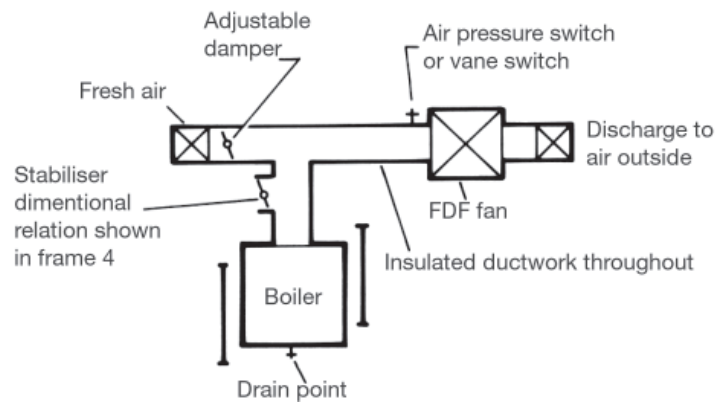 Adjustable
damper
Air pressure switch
or vane switch
Fresh air
Discharge to
air outside
Stabiliser
dimentional
relation shown
in frame 4
FDF fan
Insulated ductwork throughout
Boiler
Drain point